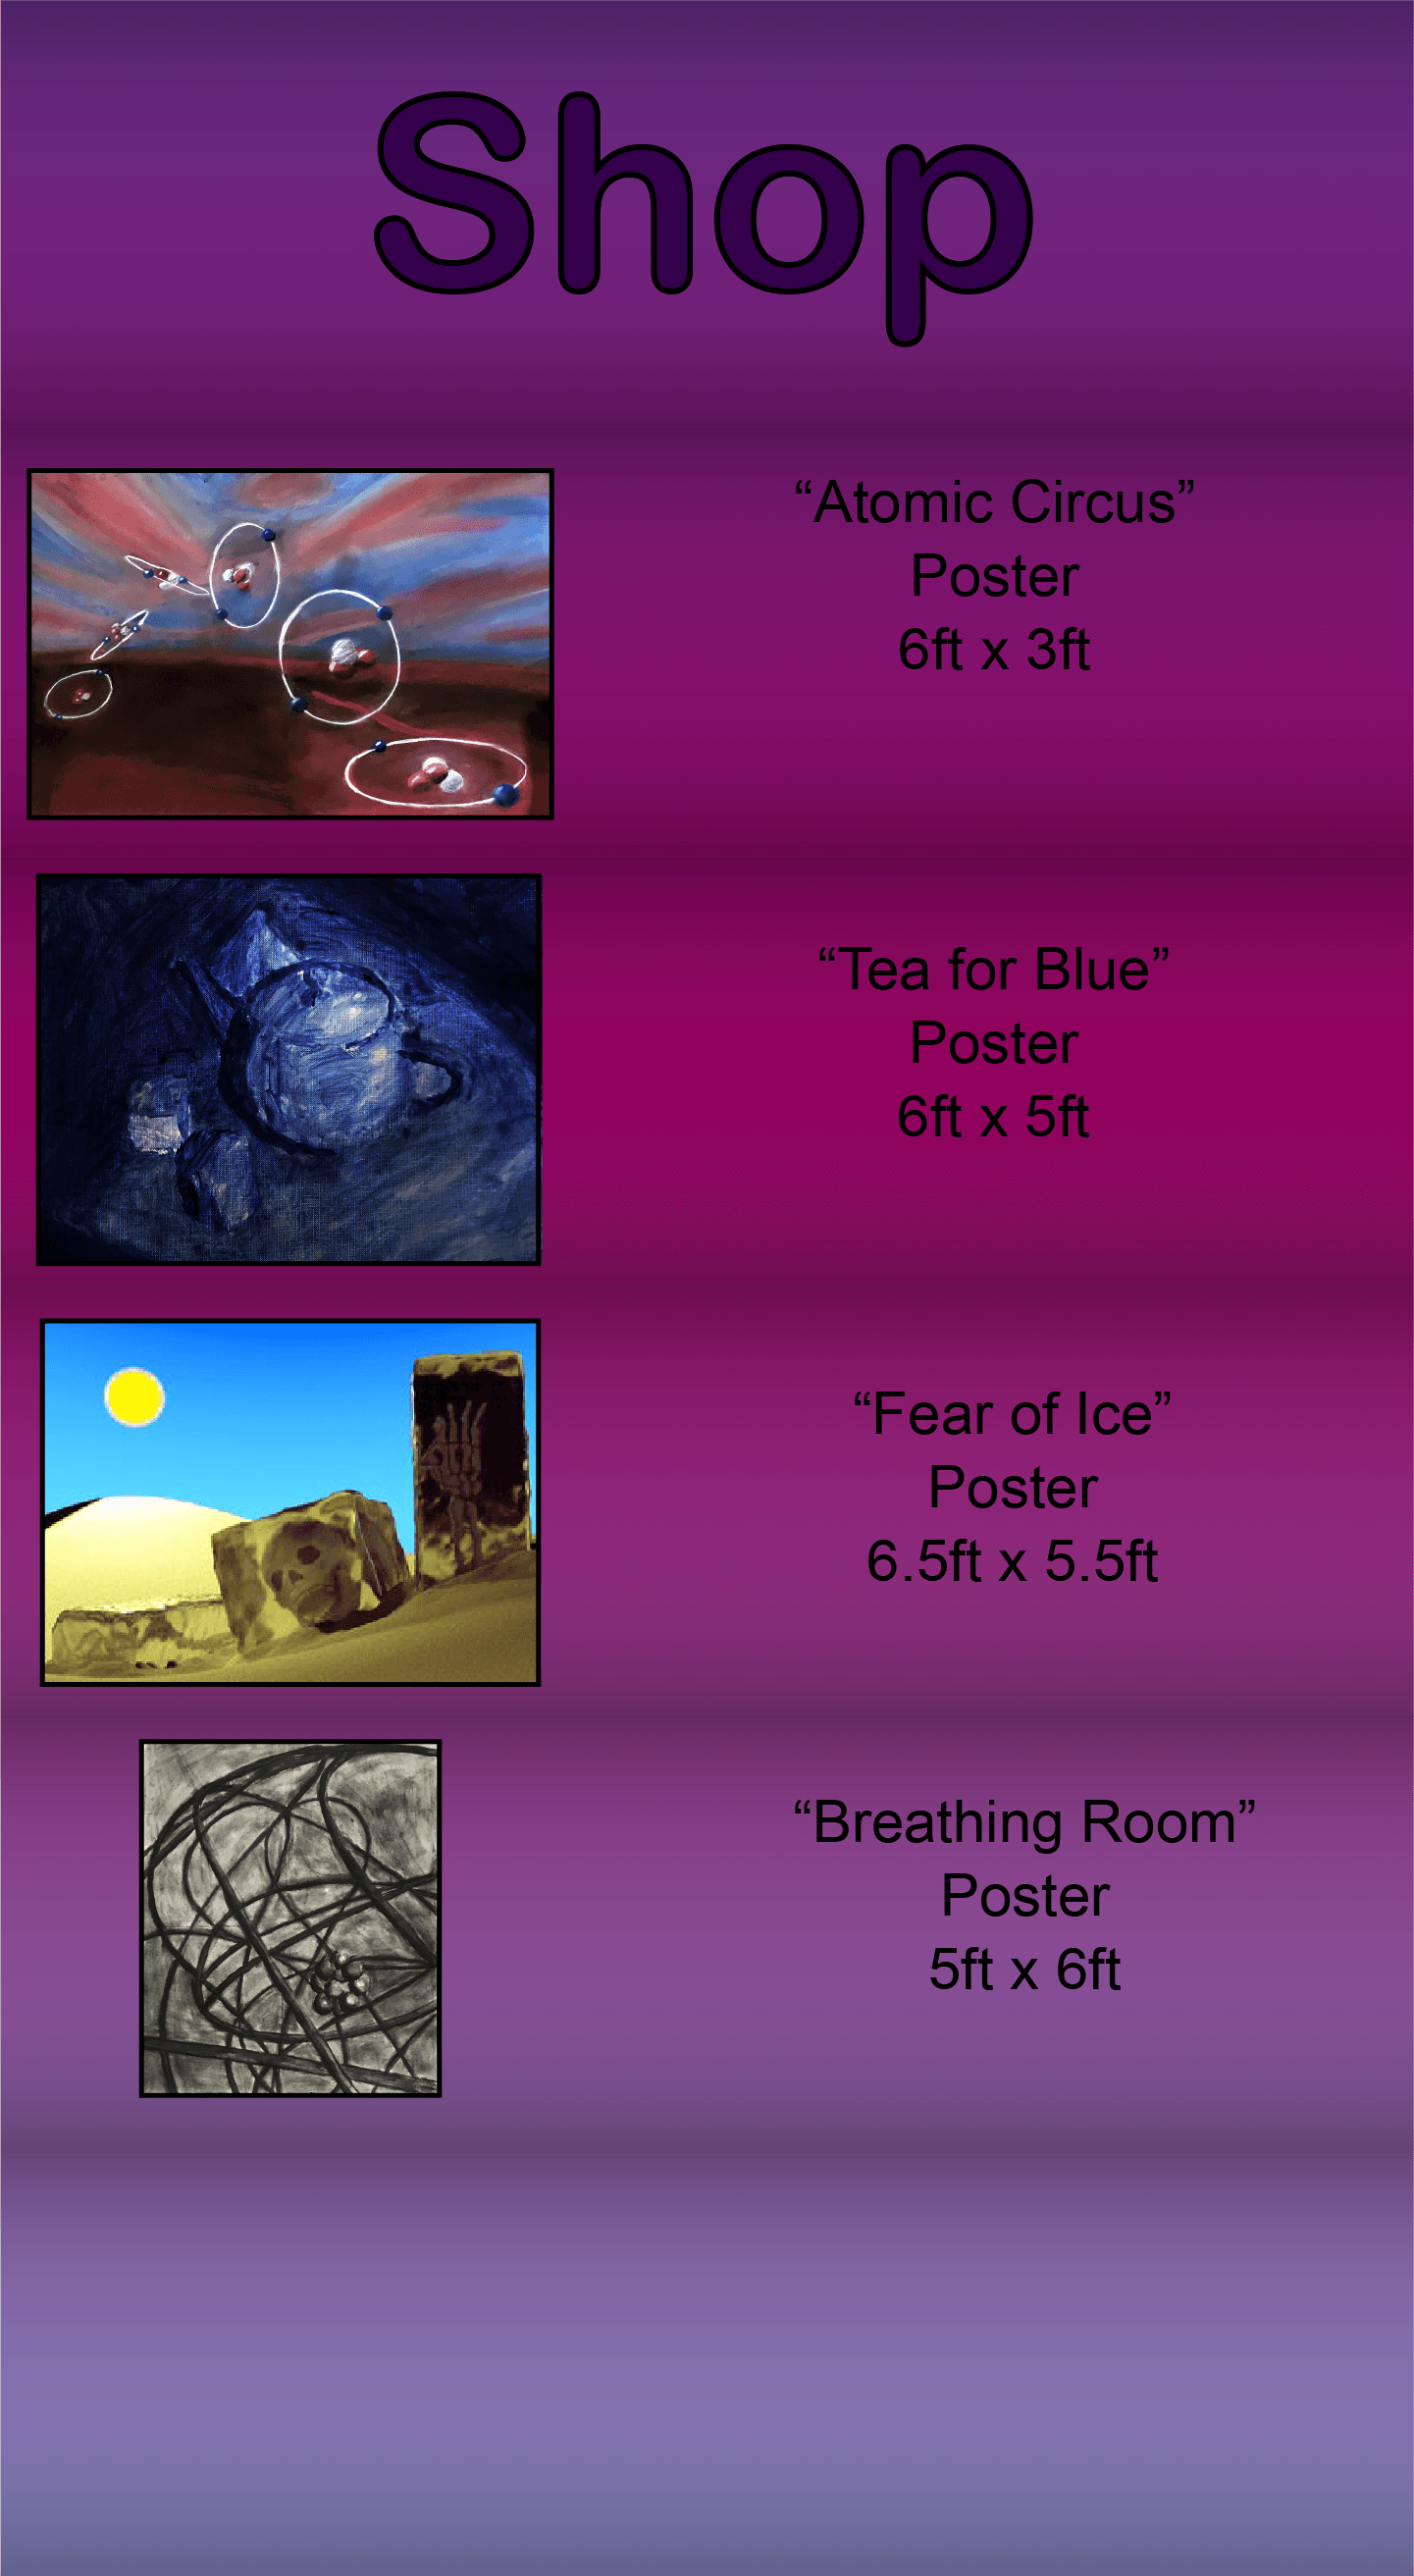 Shop
“Atomic Circus”
Poster
6ft x 3ft
“Tea for Blue”
Poster
6ft x 5ft
“Fear of Ice”
Poster
6.5ft x 5.5ft
“Breathing Room”
Poster
5ft x 6ft